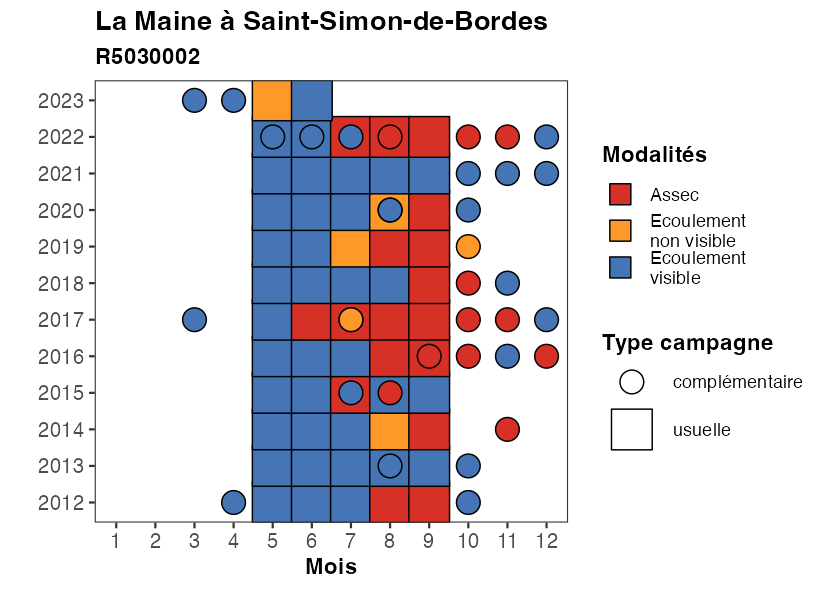 La Maine à Saint-Simon-de-Bordes
R5030002
2023
2022
2021
2020
2019
2018
2017
2016
2015
2014
2013
2012
1 2 3 4 5 6 7 8 9 10 11 12
Mois
Modalités
Assec
Ecoulement
non visible
Ecoulement
visible
Type campagne
complémentaire
usuelle